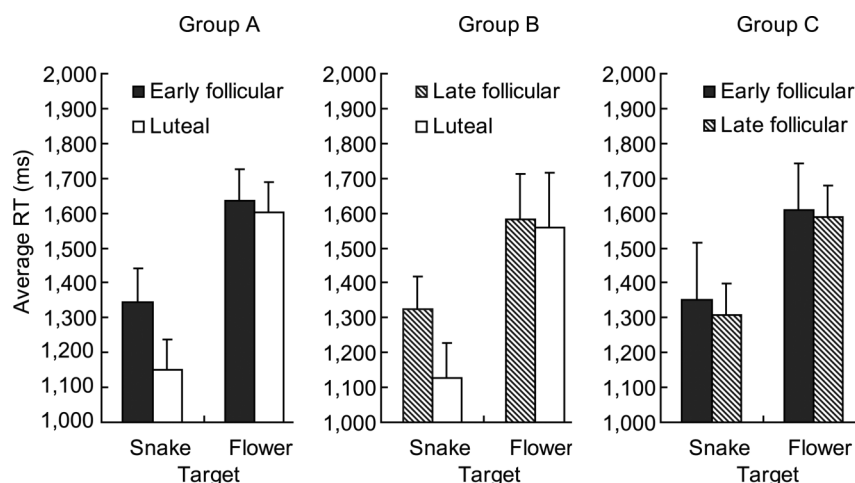 Group A
Group B
Group C
Average RT (ms)
2,000
1,900
1,800
1,700
1,600
1,500
1,400
1,300
1,200
1,100
1,000
Early follicular
Luteal
Snake Flower
Target
2,000
1,900
1,800
1,700
1,600
1,500
1,400
1,300
1,200
1,100
1,000
Late follicular
Luteal
Snake Flower
Target
2,000
1,900
1,800
1,700
1,600
1,500
1,400
1,300
1,200
1,100
1,000
Early follicular
Late follicular
Snake Flower
Target